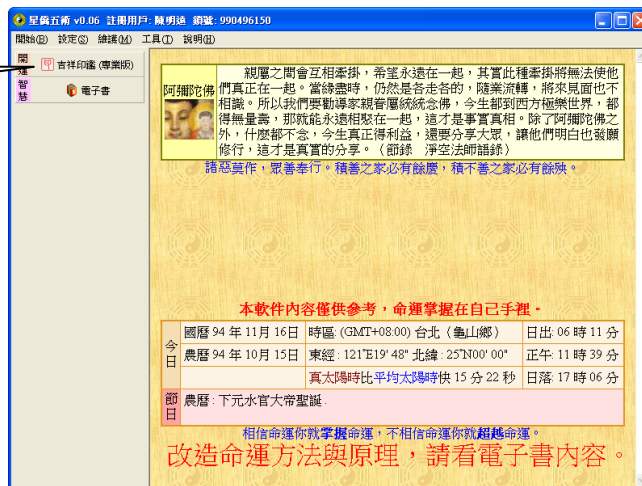 星僑五術 v0.06 註冊用戶: 陳明遠 鎖號: 990496150
開始(B) 設定(S) 維護(M) 工具(T) 說明(H)
開運
吉祥印鑑 (專業版)
智慧
電子書
阿彌陀佛
親屬之間會互相牽掛，希望永遠在一起，其實此種牽掛將無法使他
們真正在一起。當緣盡時，仍然是各走各的，隨業流轉，將來見面也不
相識。所以我們要勸導家親眷屬統統念佛，今生都到西方極樂世界，都
得無量壽，那就能永遠相聚在一起，這才是事實真相。除了阿彌陀佛之
外，什麼都不念，今生真正得利益，還要分享大眾，讓他們明白也發願
修行，這才是真實的分享。〈節錄　淨空法師語錄〉
諸惡莫作，眾善奉行。積善之家必有餘慶，積不善之家必有餘殃。
本軟件內容僅供參考，命運掌握在自己手裡。
今日
國曆 94 年 11月 16日 時區: (GMT+08:00) 台北〈龜山鄉〉 日出: 06 時 11 分
農曆 94 年 10月 15日 東經: 121°E19' 48" 北緯: 25°N00' 00" 正午: 11 時 39 分
真太陽時比平均太陽時快 15 分 22 秒 日落: 17 時 06 分
節日
農曆: 下元水官大帝聖誕.
相信命運你就掌握命運，不相信命運你就超越命運。
改造命運方法與原理，請看電子書內容。